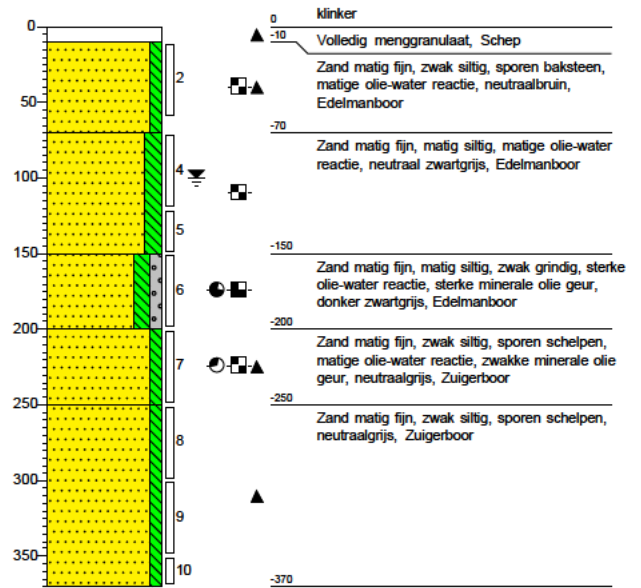 0
50
100
150
200
250
300
350
2
4
5
6
7
8
9
10
0
klinker
-10
Volledig menggranulaat, Schep
Zand matig fijn, zwak siltig, sporen baksteen,
matige olie-water reactie, neutraalbruin,
Edelmanboor
-70
Zand matig fijn, matig siltig, matige olie-water
reactie, neutraal zwartgrijs, Edelmanboor
-150
Zand matig fijn, matig siltig, zwak grindig, sterke
olie-water reactie, sterke minerale olie geur,
donker zwartgrijs, Edelmanboor
-200
Zand matig fijn, zwak siltig, sporen schelpen,
matige olie-water reactie, zwakke minerale olie
geur, neutraalgrijs, Zuigerboor
-250
Zand matig fijn, zwak siltig, sporen schelpen,
neutraalgrijs, Zuigerboor
-370